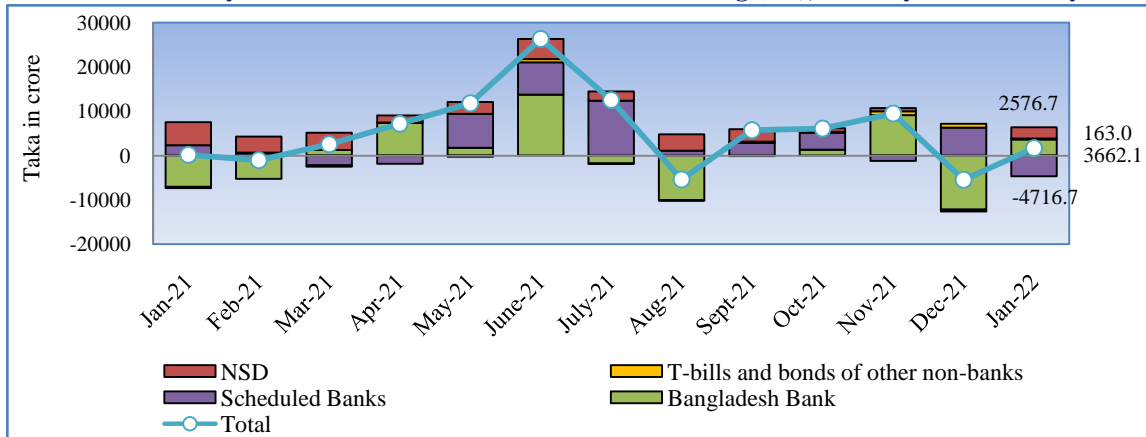 30000
20000
10000
0
-10000
-20000
Taka in crore
2576.7
163.0
3662.1
-4716.7
Jan-21
Feb-21
Mar-21
Apr-21
May-21
June-21
July-21
Aug-21
Sept-21
Oct-21
Nov-21
Dec-21
Jan-22
NSD
T-bills and bonds of other non-banks
Scheduled Banks
Bangladesh Bank
Total